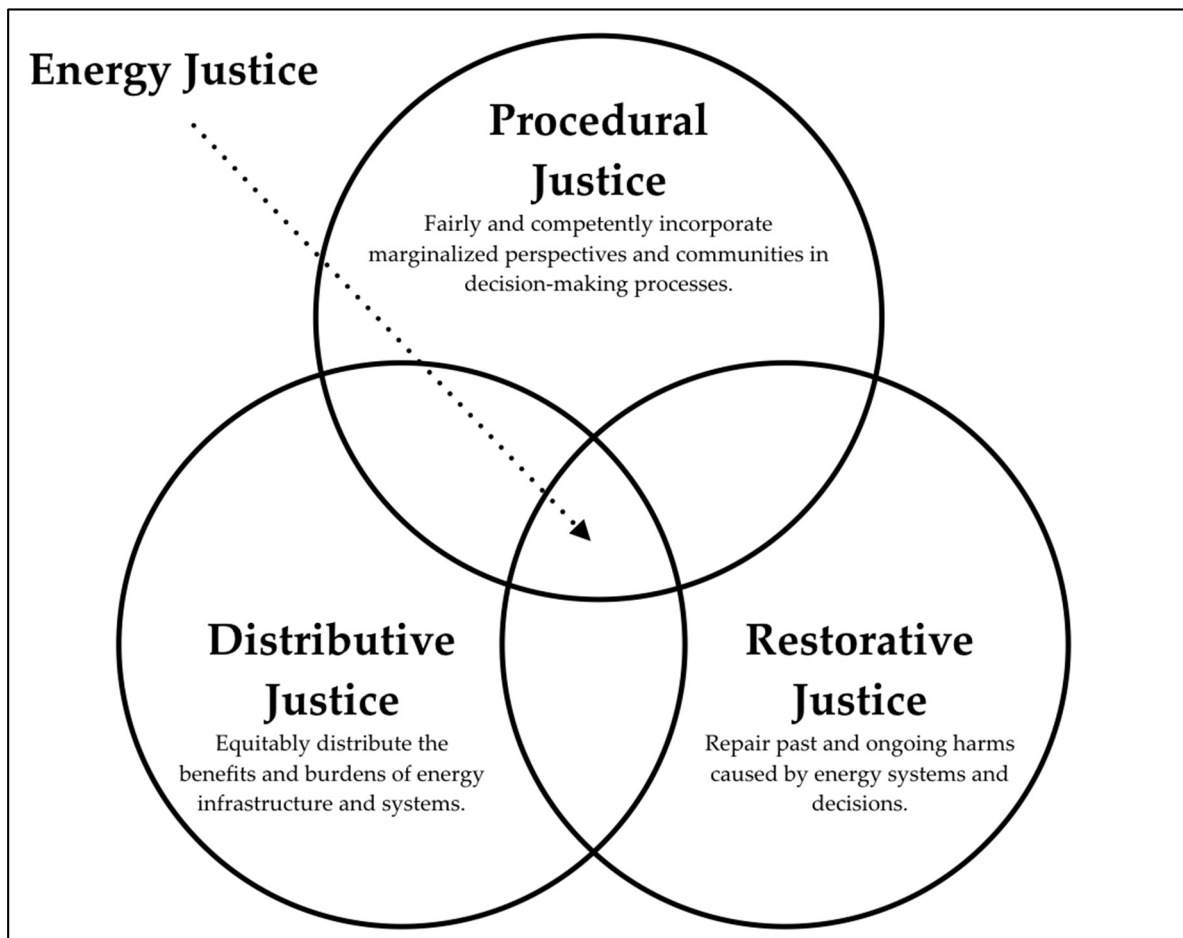 Energy Justice
Procedural
Justice
Fairly and competently incorporate
marginalized perspectives and communities in
decision-making processes.
Distributive
Justice
Equitably distribute the
benefits and burdens of energy
infrastructure and systems.
Restorative
Justice
Repair past and ongoing harms
caused by energy systems and
decisions.